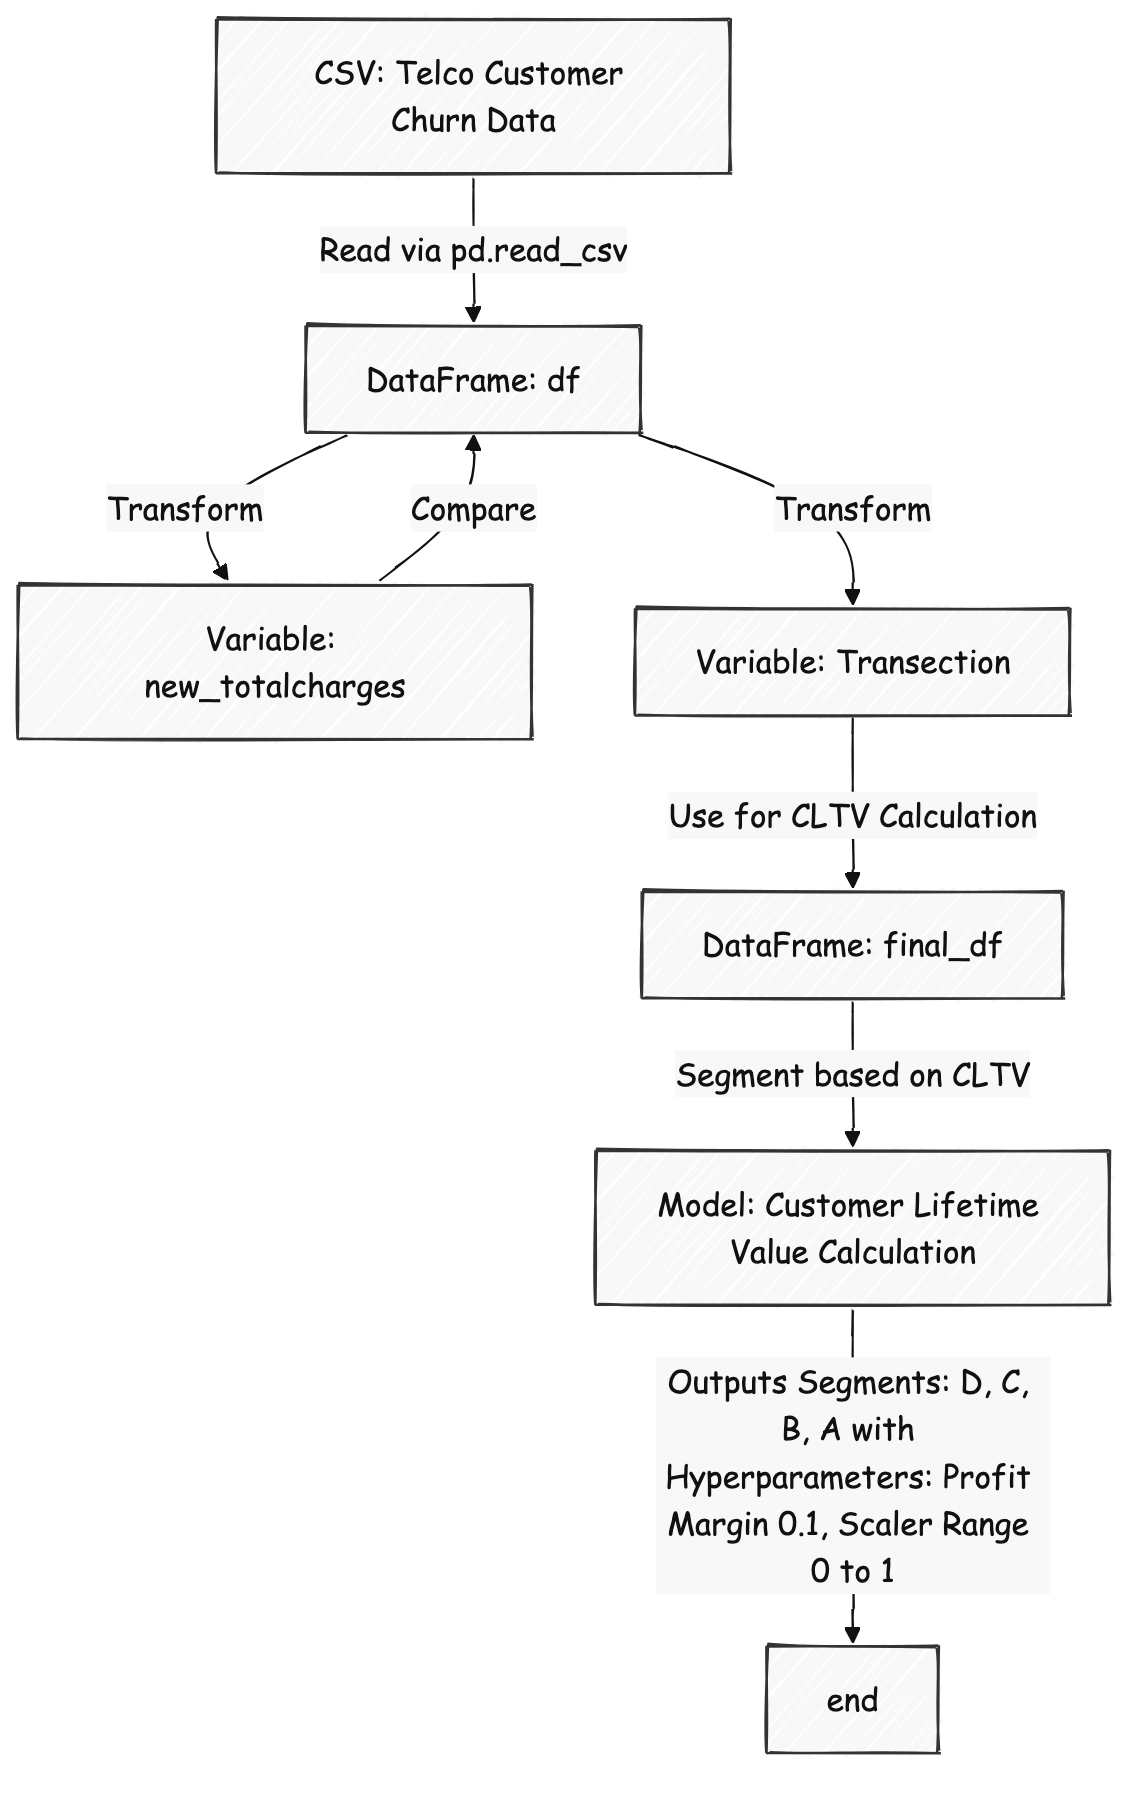 CSV: Telco Customer
Churn Data
Read via pd.read_csv
DataFrame: df
Transform
Compare
Transform
Variable:
new_totalcharges
Variable: Transection
Use for CLTV Calculation
DataFrame: final_df
Segment based on CLTV
Model: Customer Lifetime
Value Calculation
Outputs Segments: D, C,
B, A with
Hyperparameters: Profit
Margin 0.1, Scaler Range
0 to 1
end